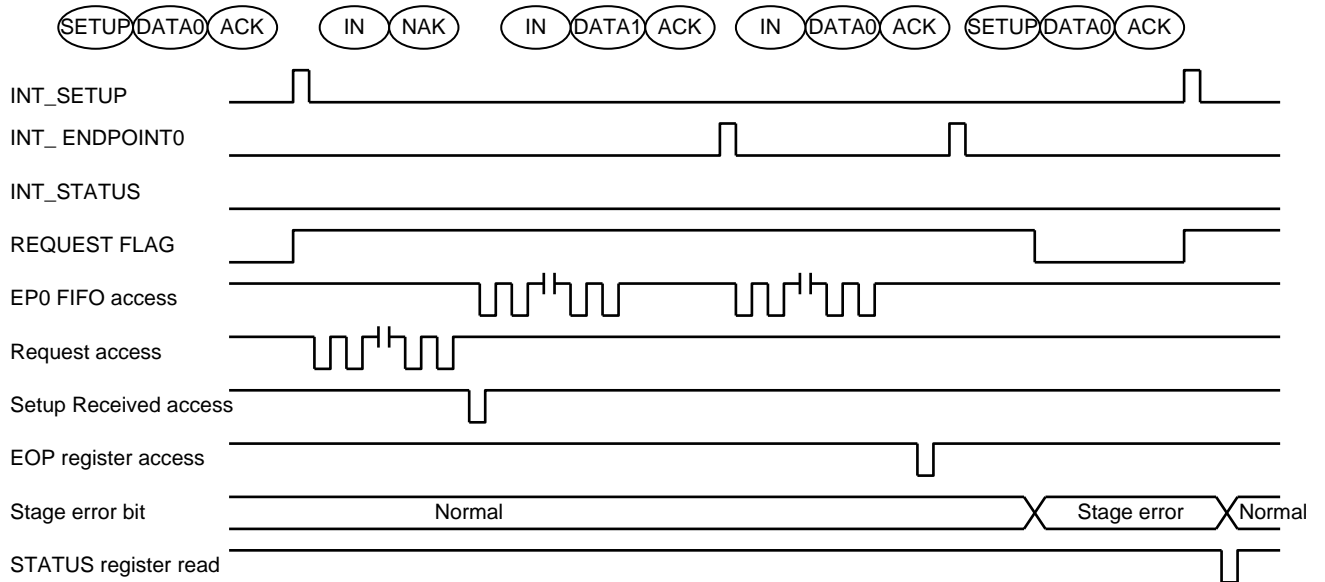 SETUP DATA0 ACK IN NAK IN DATA1 ACK IN DATA0 ACK SETUP DATA0 ACK
INT_SETUP
INT_ ENDPOINT0
INT_STATUS
REQUEST FLAG
EP0 FIFO access
Request access
Setup Received access
EOP register access
Stage error bit Normal Stage error Normal
STATUS register read